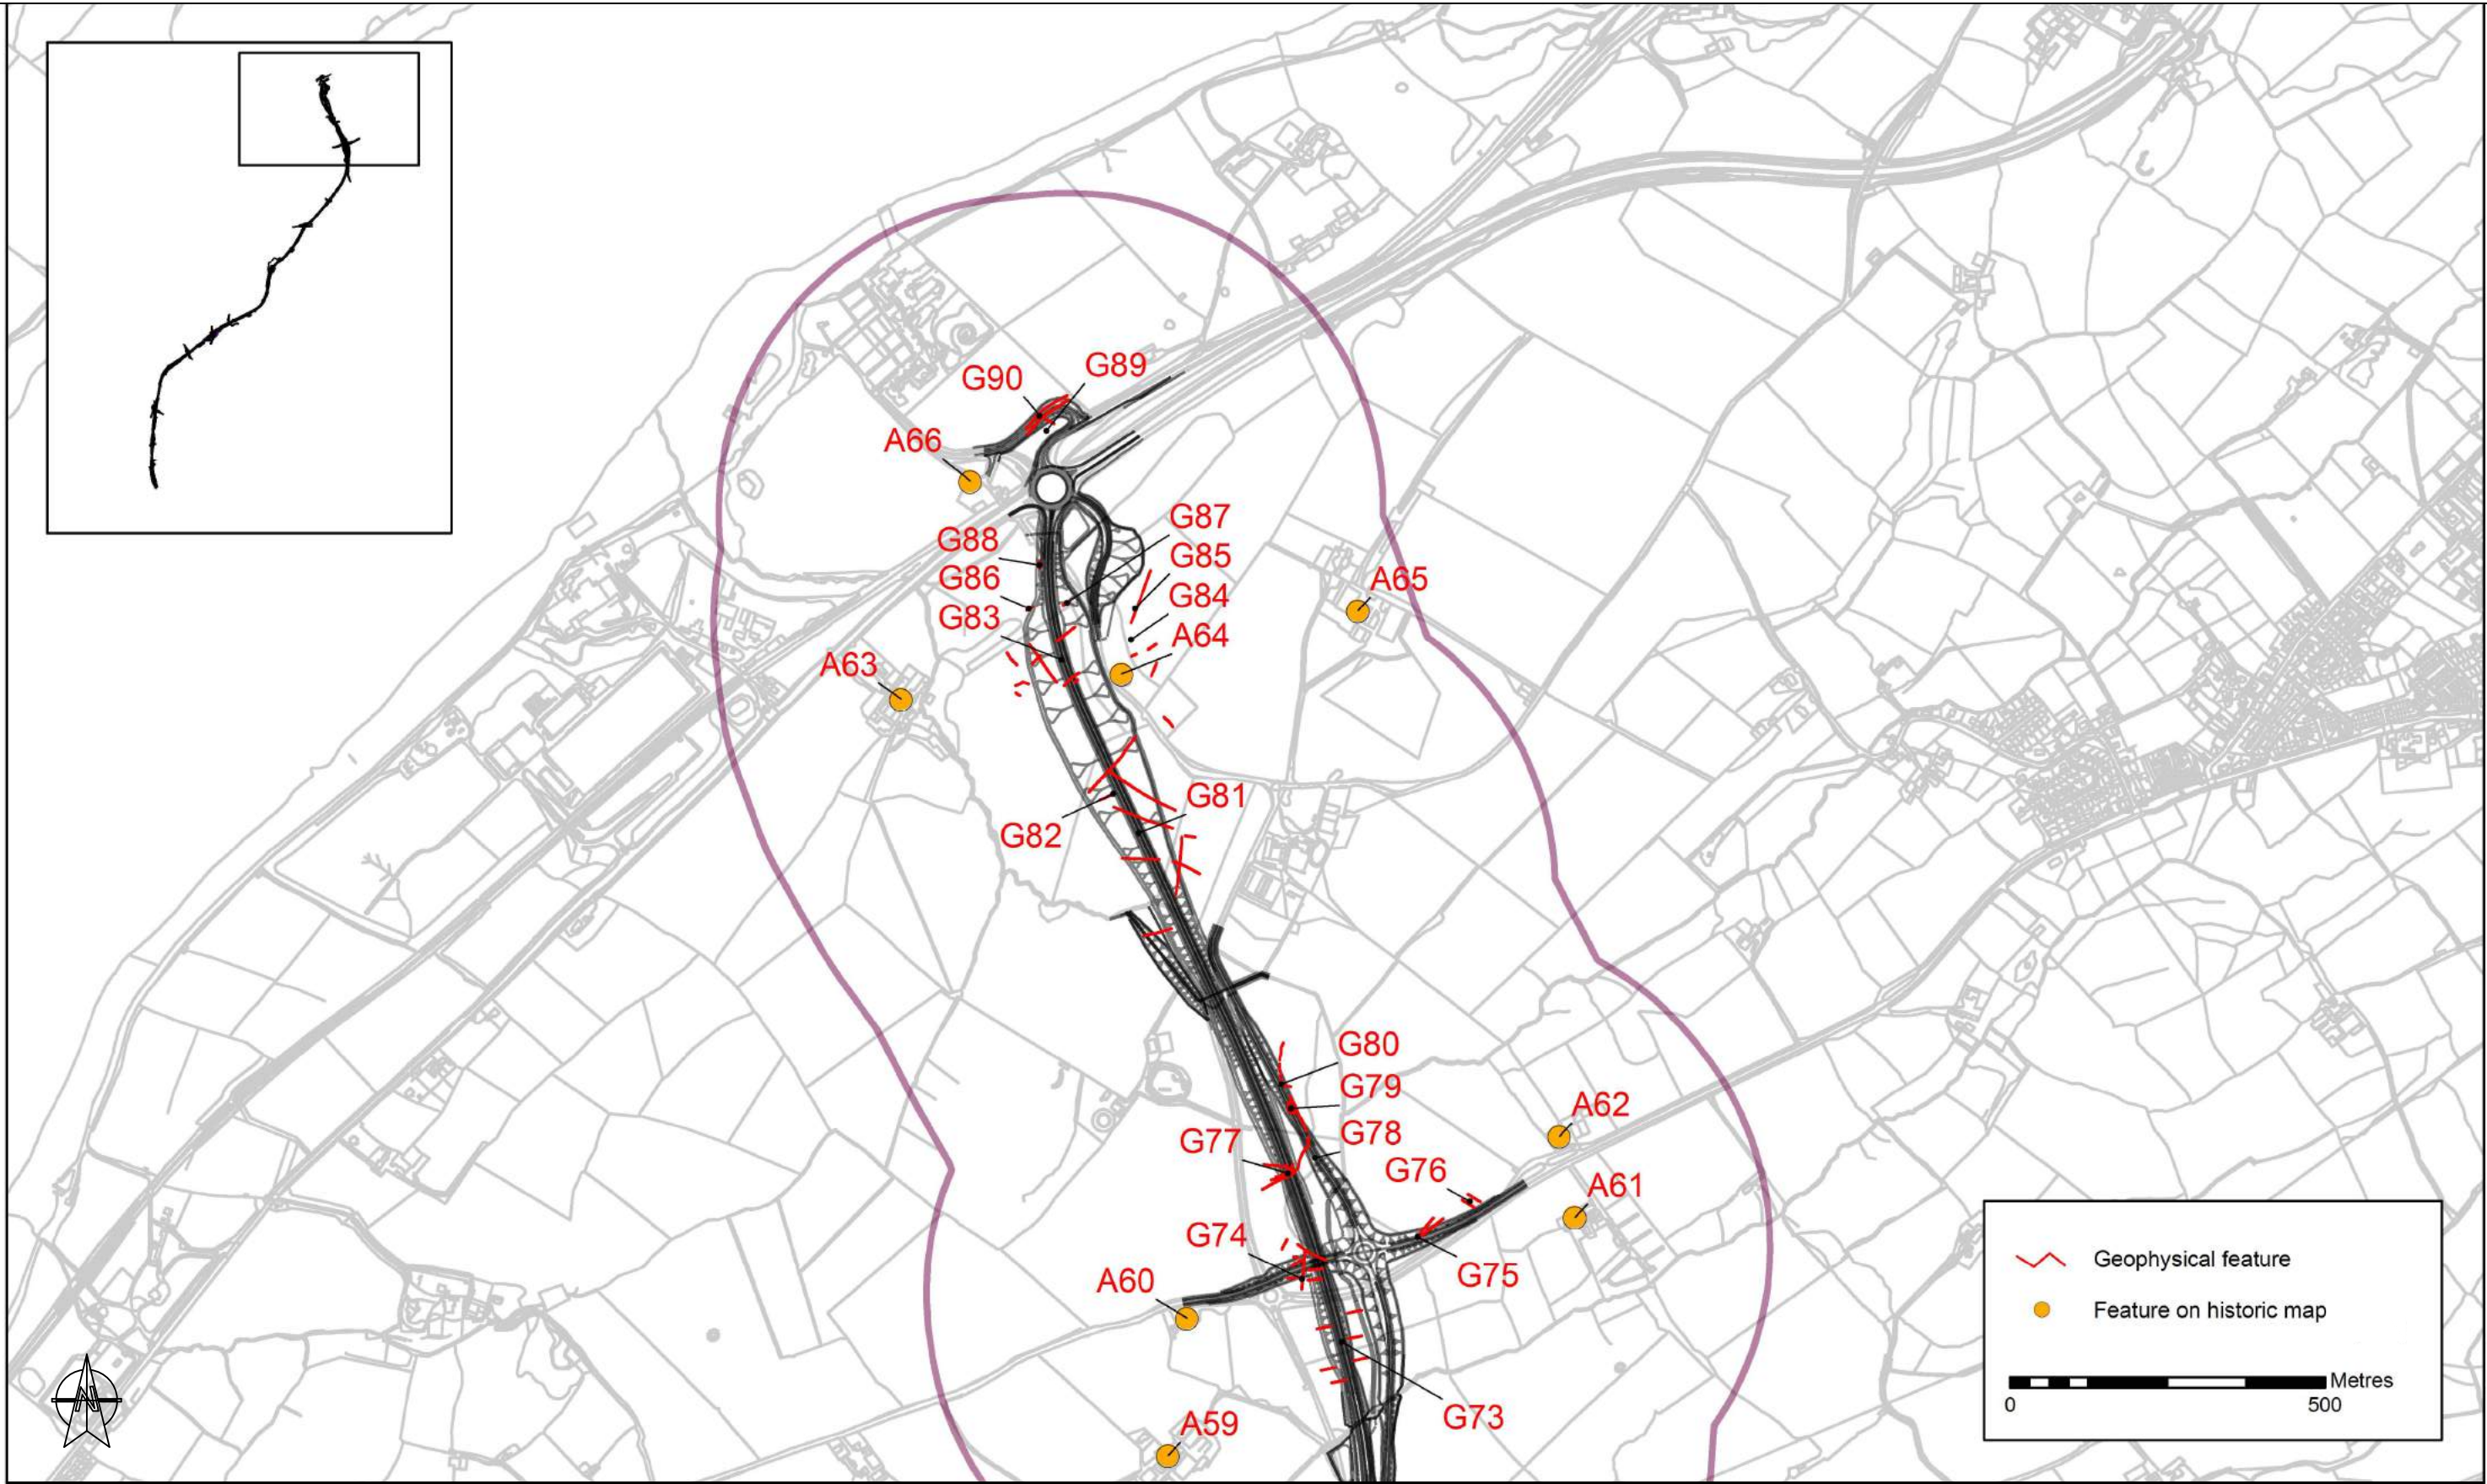 G89
G90
A66
G87
G88
G85
G86
A65
G84
G83
A64
A63
G81
G82
G80
G79
A62
G78
G77
G76
A61
G74
G75
A60
G73
A59
Geophysical feature
Feature on historic map
Metres
0 500
N